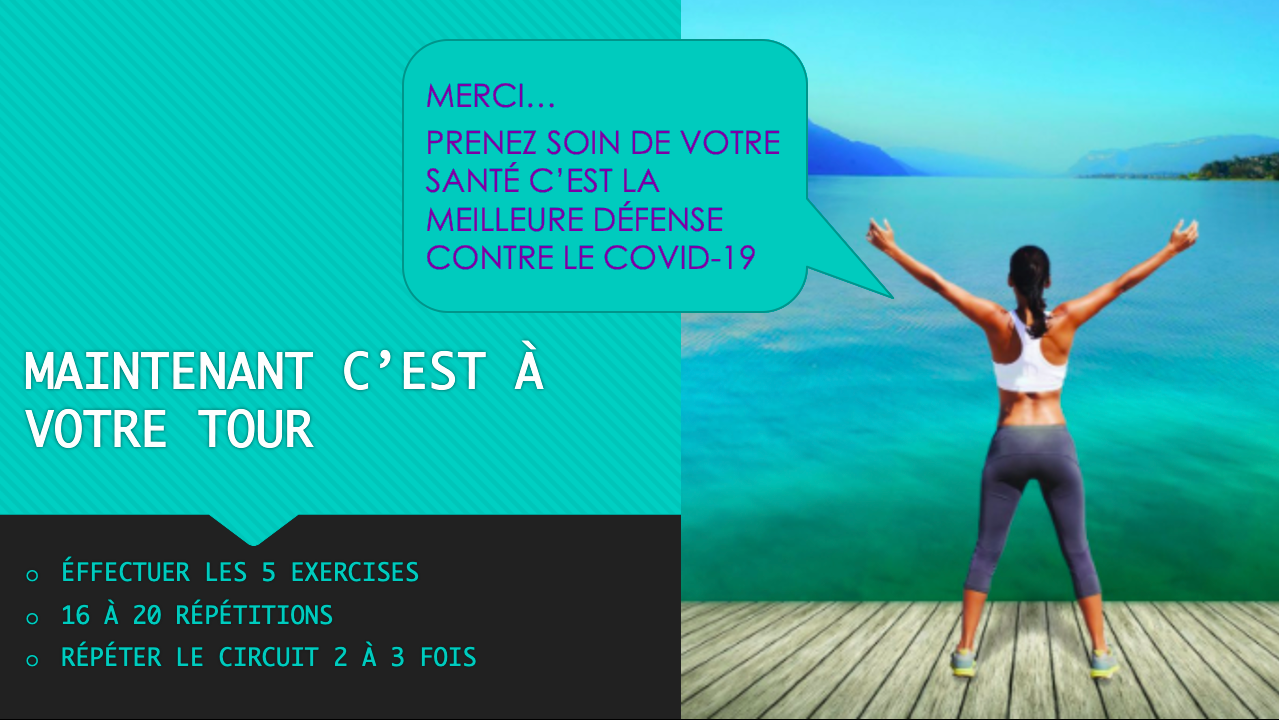 MERCI…
PRENEZ SOIN DE VOTRE
SANTÉ C’EST LA
MEILLEURE DÉFENSE
CONTRE LE COVID-19
MAINTENANT C’EST À
VOTRE TOUR
○ ÉFFECTUER LES 5 EXERCISES
○ 16 À 20 RÉPÉTITIONS
○ RÉPÉTER LE CIRCUIT 2 À 3 FOIS